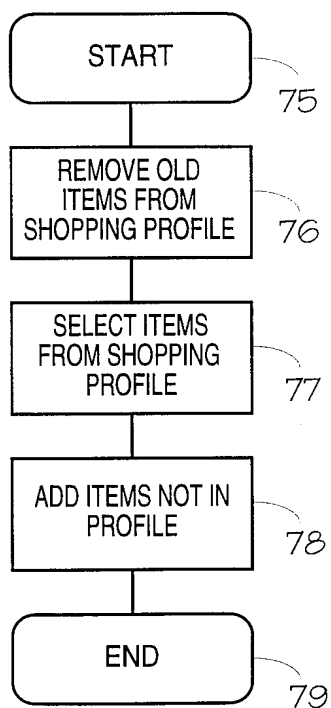 START
75
REMOVE OLD
ITEMS FROM
SHOPPING PROFILE
76
SELECT ITEMS
FROM SHOPPING
PROFILE
77
ADD ITEMS NOT IN
PROFILE
78
END
79